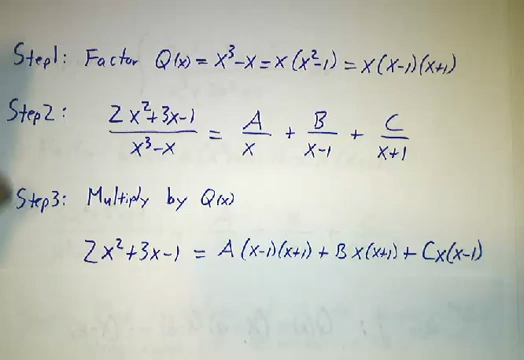 Step1: Factor Q(x) = x³-x = x(x²-1) = x(x-1)(x+1)
Step2: (2x²+3x-1)/(x³-x) = A/x + B/(x-1) + C/(x+1)
Step3: Multiply by Q(x)
2x²+3x-1 = A(x-1)(x+1) + Bx(x+1) + Cx(x-1)